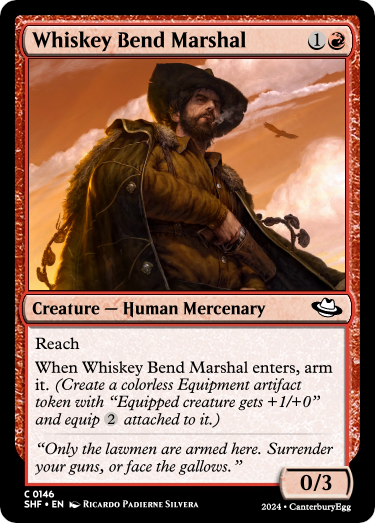 Whiskey Bend Marshal 1
Creature — Human Mercenary
Reach
When Whiskey Bend Marshal enters, arm
it. (Create a colorless Equipment artifact
token with “Equipped creature gets +1/+0”
and equip 2 attached to it.)
“Only the lawmen are armed here. Surrender
your guns, or face the gallows.”
0/3
C 0146
SHF • EN Ricardo Padierne Silvera
2024 • CanterburyEgg